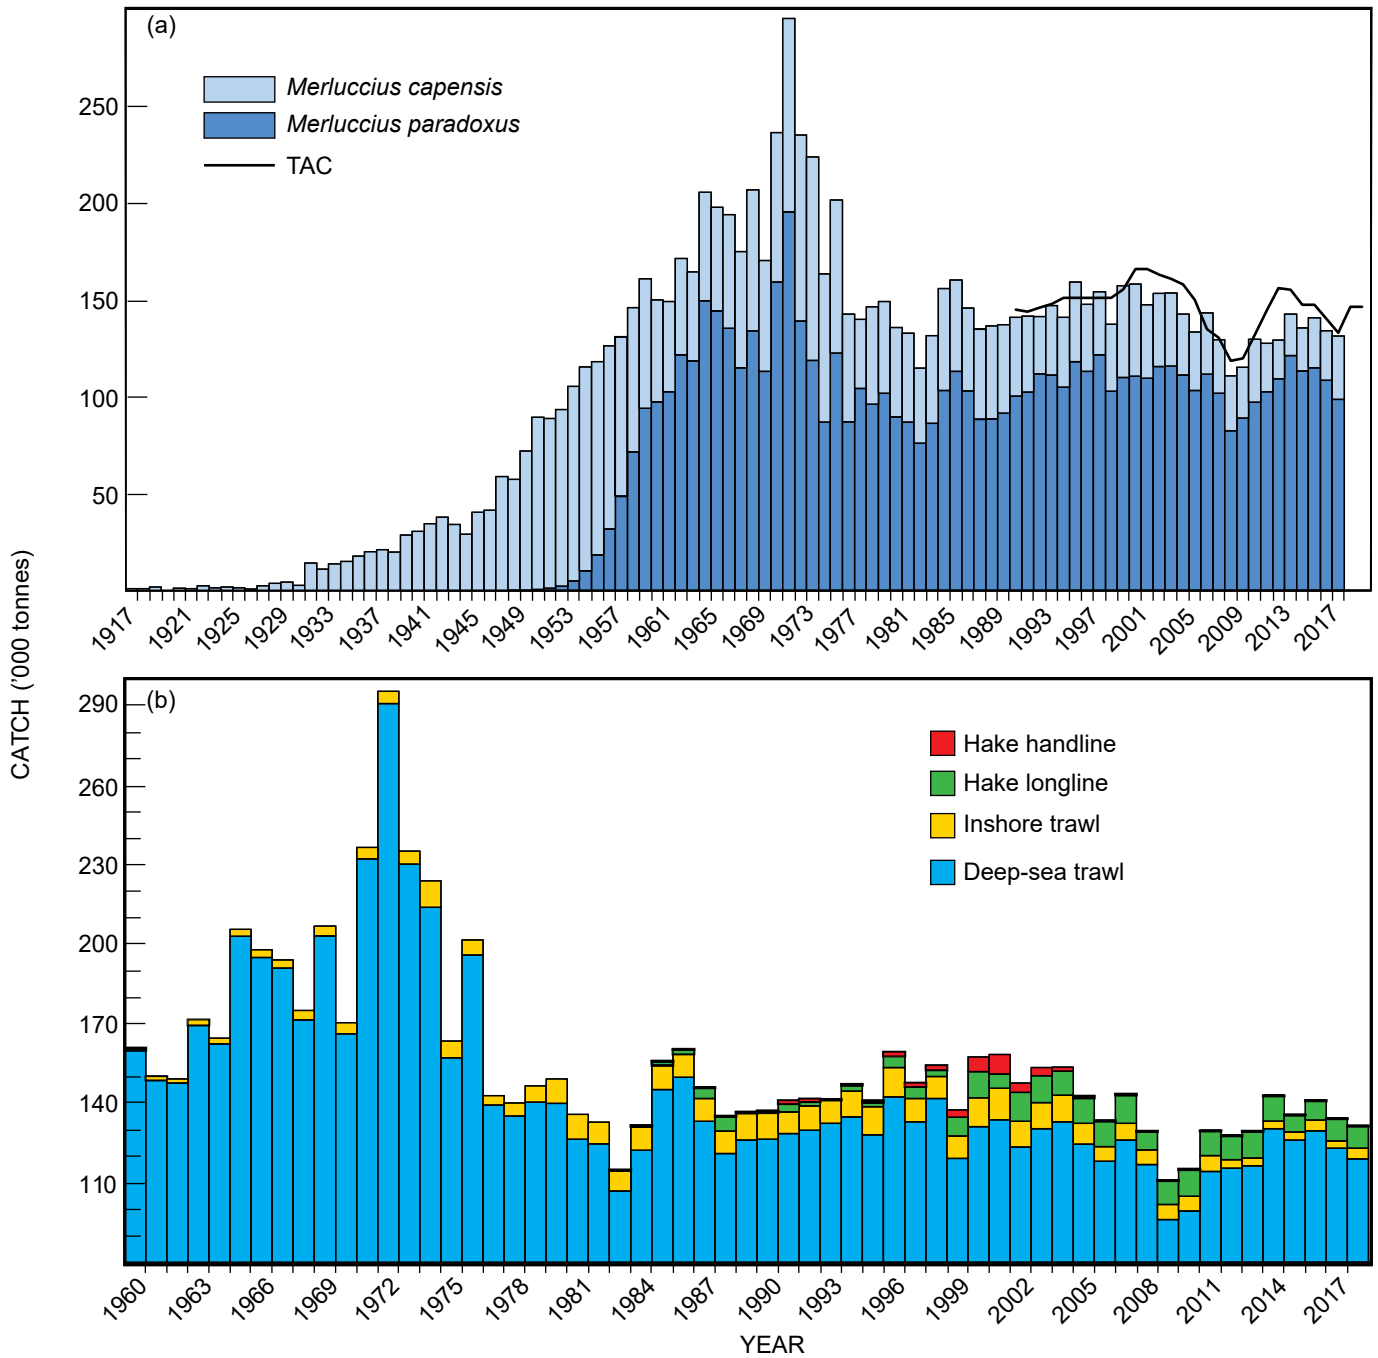 (a)
Merluccius capensis
Merluccius paradoxus
TAC
250
200
150
100
50
1917 1921 1925 1929 1933 1937 1941 1945 1949 1953 1957 1961 1965 1969 1973 1977 1981 1985 1989 1993 1997 2001 2005 2009 2013 2017
CATCH ('000 tonnes)
(b)
Hake handline
Hake longline
Inshore trawl
Deep-sea trawl
290
260
230
200
170
140
110
1960 1963 1966 1969 1972 1975 1978 1981 1984 1987 1990 1993 1996 1999 2002 2005 2008 2011 2014 2017
YEAR